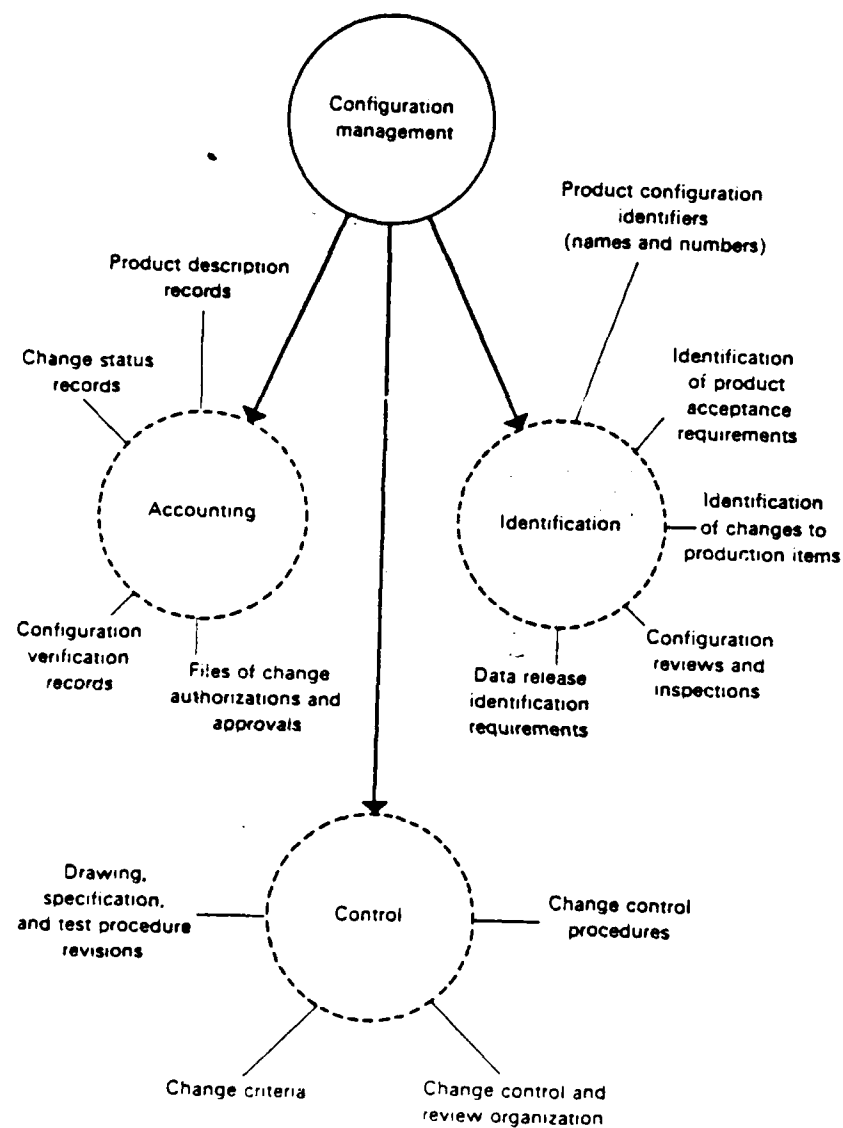 Configuration
management
Product configuration
identifiers
(names and numbers)
Product description
records
Change status
records
Identification
of product
acceptance
requirements
Accounting
Identification
Identification
of changes to
production items
Configuration
verification
records
Files of change
authorizations and
approvals
Data release
identification
requirements
Configuration
reviews and
inspections
Drawing,
specification,
and test procedure
revisions
Control
Change control
procedures
Change criteria
Change control and
review organization